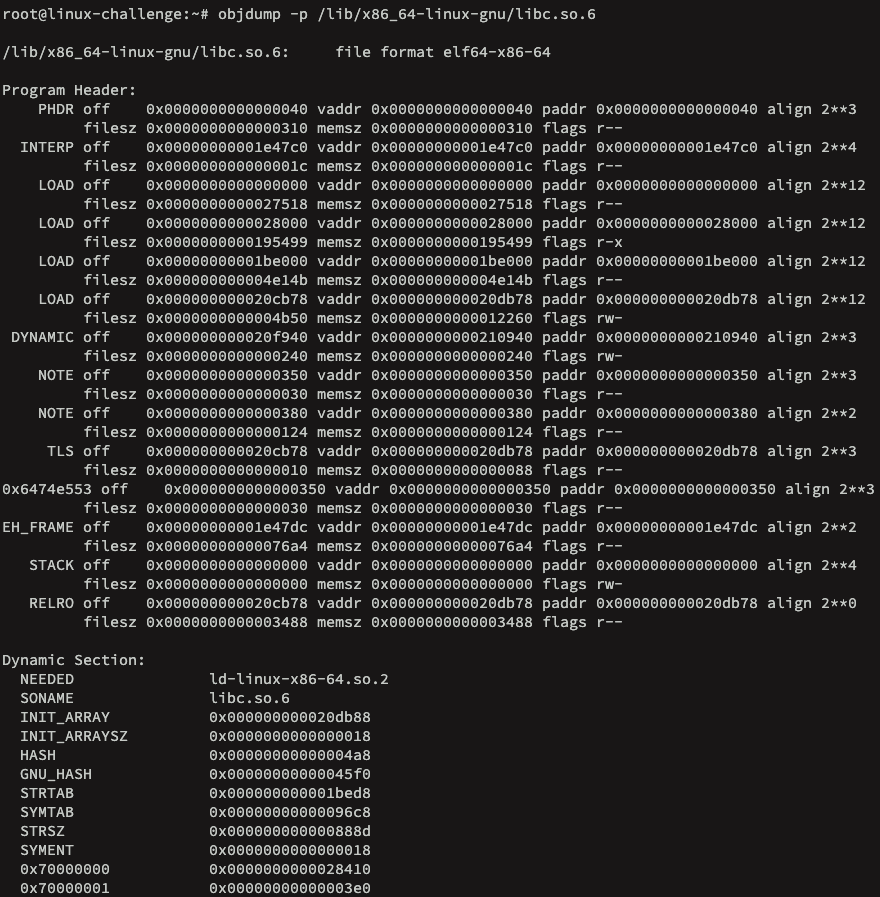 root@linux-challenge:~# objdump -p /lib/x86_64-linux-gnu/libc.so.6
/lib/x86_64-linux-gnu/libc.so.6:     file format elf64-x86-64
Program Header:
    PHDR off    0x0000000000000040 vaddr 0x0000000000000040 paddr 0x0000000000000040 align 2**3
         filesz 0x0000000000000310 memsz 0x0000000000000310 flags r--
  INTERP off    0x00000000001e47c0 vaddr 0x00000000001e47c0 paddr 0x00000000001e47c0 align 2**4
         filesz 0x000000000000001c memsz 0x000000000000001c flags r--
    LOAD off    0x0000000000000000 vaddr 0x0000000000000000 paddr 0x0000000000000000 align 2**12
         filesz 0x0000000000027518 memsz 0x0000000000027518 flags r--
    LOAD off    0x0000000000028000 vaddr 0x0000000000028000 paddr 0x0000000000028000 align 2**12
         filesz 0x0000000000195499 memsz 0x0000000000195499 flags r-x
    LOAD off    0x00000000001be000 vaddr 0x00000000001be000 paddr 0x00000000001be000 align 2**12
         filesz 0x000000000004e14b memsz 0x000000000004e14b flags r--
    LOAD off    0x000000000020cb78 vaddr 0x000000000020db78 paddr 0x000000000020db78 align 2**12
         filesz 0x0000000000004b50 memsz 0x0000000000012260 flags rw-
 DYNAMIC off    0x000000000020f940 vaddr 0x0000000000210940 paddr 0x0000000000210940 align 2**3
         filesz 0x0000000000000240 memsz 0x0000000000000240 flags rw-
    NOTE off    0x0000000000000350 vaddr 0x0000000000000350 paddr 0x0000000000000350 align 2**3
         filesz 0x0000000000000030 memsz 0x0000000000000030 flags r--
    NOTE off    0x0000000000000380 vaddr 0x0000000000000380 paddr 0x0000000000000380 align 2**2
         filesz 0x0000000000000124 memsz 0x0000000000000124 flags r--
     TLS off    0x000000000020cb78 vaddr 0x000000000020db78 paddr 0x000000000020db78 align 2**3
         filesz 0x0000000000000010 memsz 0x0000000000000088 flags r--
0x6474e553 off    0x0000000000000350 vaddr 0x0000000000000350 paddr 0x0000000000000350 align 2**3
         filesz 0x0000000000000030 memsz 0x0000000000000030 flags r--
EH_FRAME off    0x00000000001e47dc vaddr 0x00000000001e47dc paddr 0x00000000001e47dc align 2**2
         filesz 0x00000000000076a4 memsz 0x00000000000076a4 flags r--
   STACK off    0x0000000000000000 vaddr 0x0000000000000000 paddr 0x0000000000000000 align 2**4
         filesz 0x0000000000000000 memsz 0x0000000000000000 flags rw-
   RELRO off    0x000000000020cb78 vaddr 0x000000000020db78 paddr 0x000000000020db78 align 2**0
         filesz 0x0000000000003488 memsz 0x0000000000003488 flags r--
Dynamic Section:
  NEEDED               ld-linux-x86-64.so.2
  SONAME               libc.so.6
  INIT_ARRAY           0x000000000020db88
  INIT_ARRAYSZ         0x0000000000000018
  HASH                 0x00000000000004a8
  GNU_HASH             0x00000000000045f0
  STRTAB               0x000000000001bed8
  SYMTAB               0x00000000000096c8
  STRSZ                0x000000000000888d
  SYMENT               0x0000000000000018
  0x70000000           0x0000000000028410
  0x70000001           0x00000000000003e0